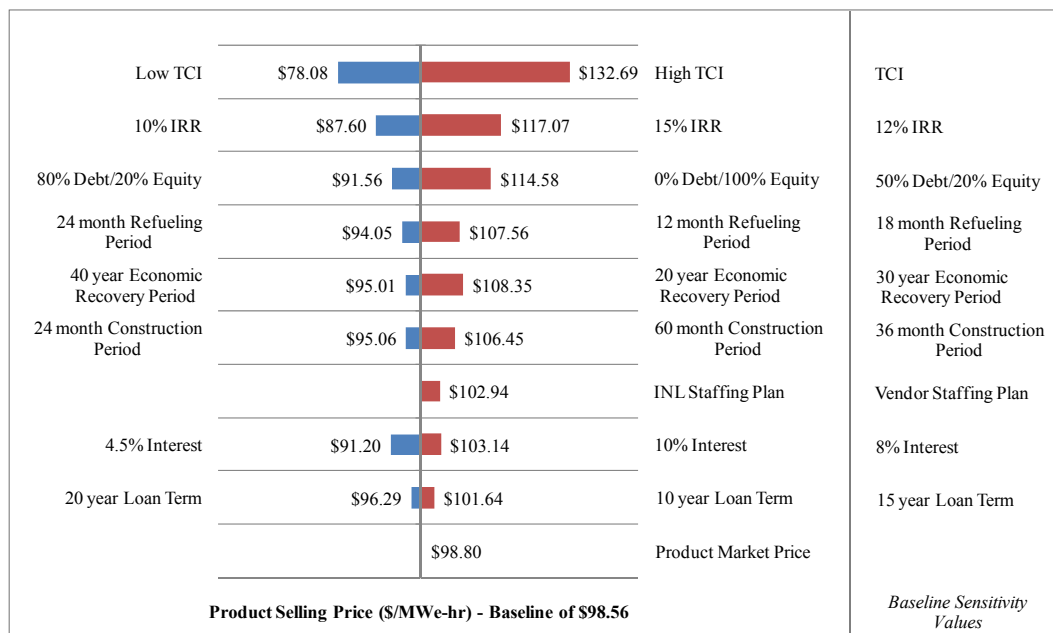 Low TCI $78.08 $132.69 High TCI TCI
10% IRR $87.60 $117.07 15% IRR 12% IRR
80% Debt/20% Equity $91.56 $114.58 0% Debt/100% Equity 50% Debt/20% Equity
24 month Refueling
Period
$94.05 $107.56
12 month Refueling
Period
18 month Refueling
Period
40 year Economic
Recovery Period
$95.01 $108.35
20 year Economic
Recovery Period
30 year Economic
Recovery Period
24 month Construction
Period
$95.06 $106.45
60 month Construction
Period
36 month Construction
Period
$102.94 INL Staffing Plan Vendor Staffing Plan
4.5% Interest $91.20 $103.14 10% Interest 8% Interest
20 year Loan Term $96.29 $101.64 10 year Loan Term 15 year Loan Term
$98.80 Product Market Price
Product Selling Price ($/MWe-hr) - Baseline of $98.56
Baseline Sensitivity
Values